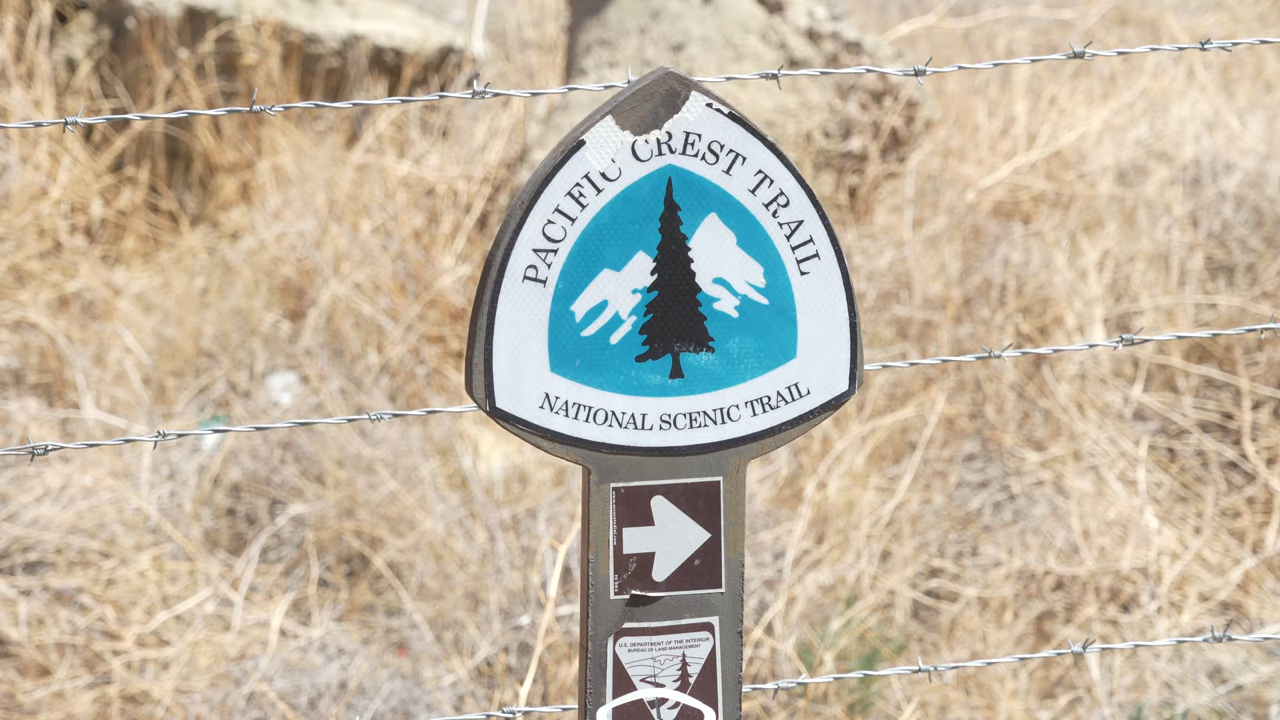 PACIFIC CREST TRAIL
NATIONAL SCENIC TRAIL
U.S. DEPARTMENT OF THE INTERIOR
BUREAU OF LAND MANAGEMENT